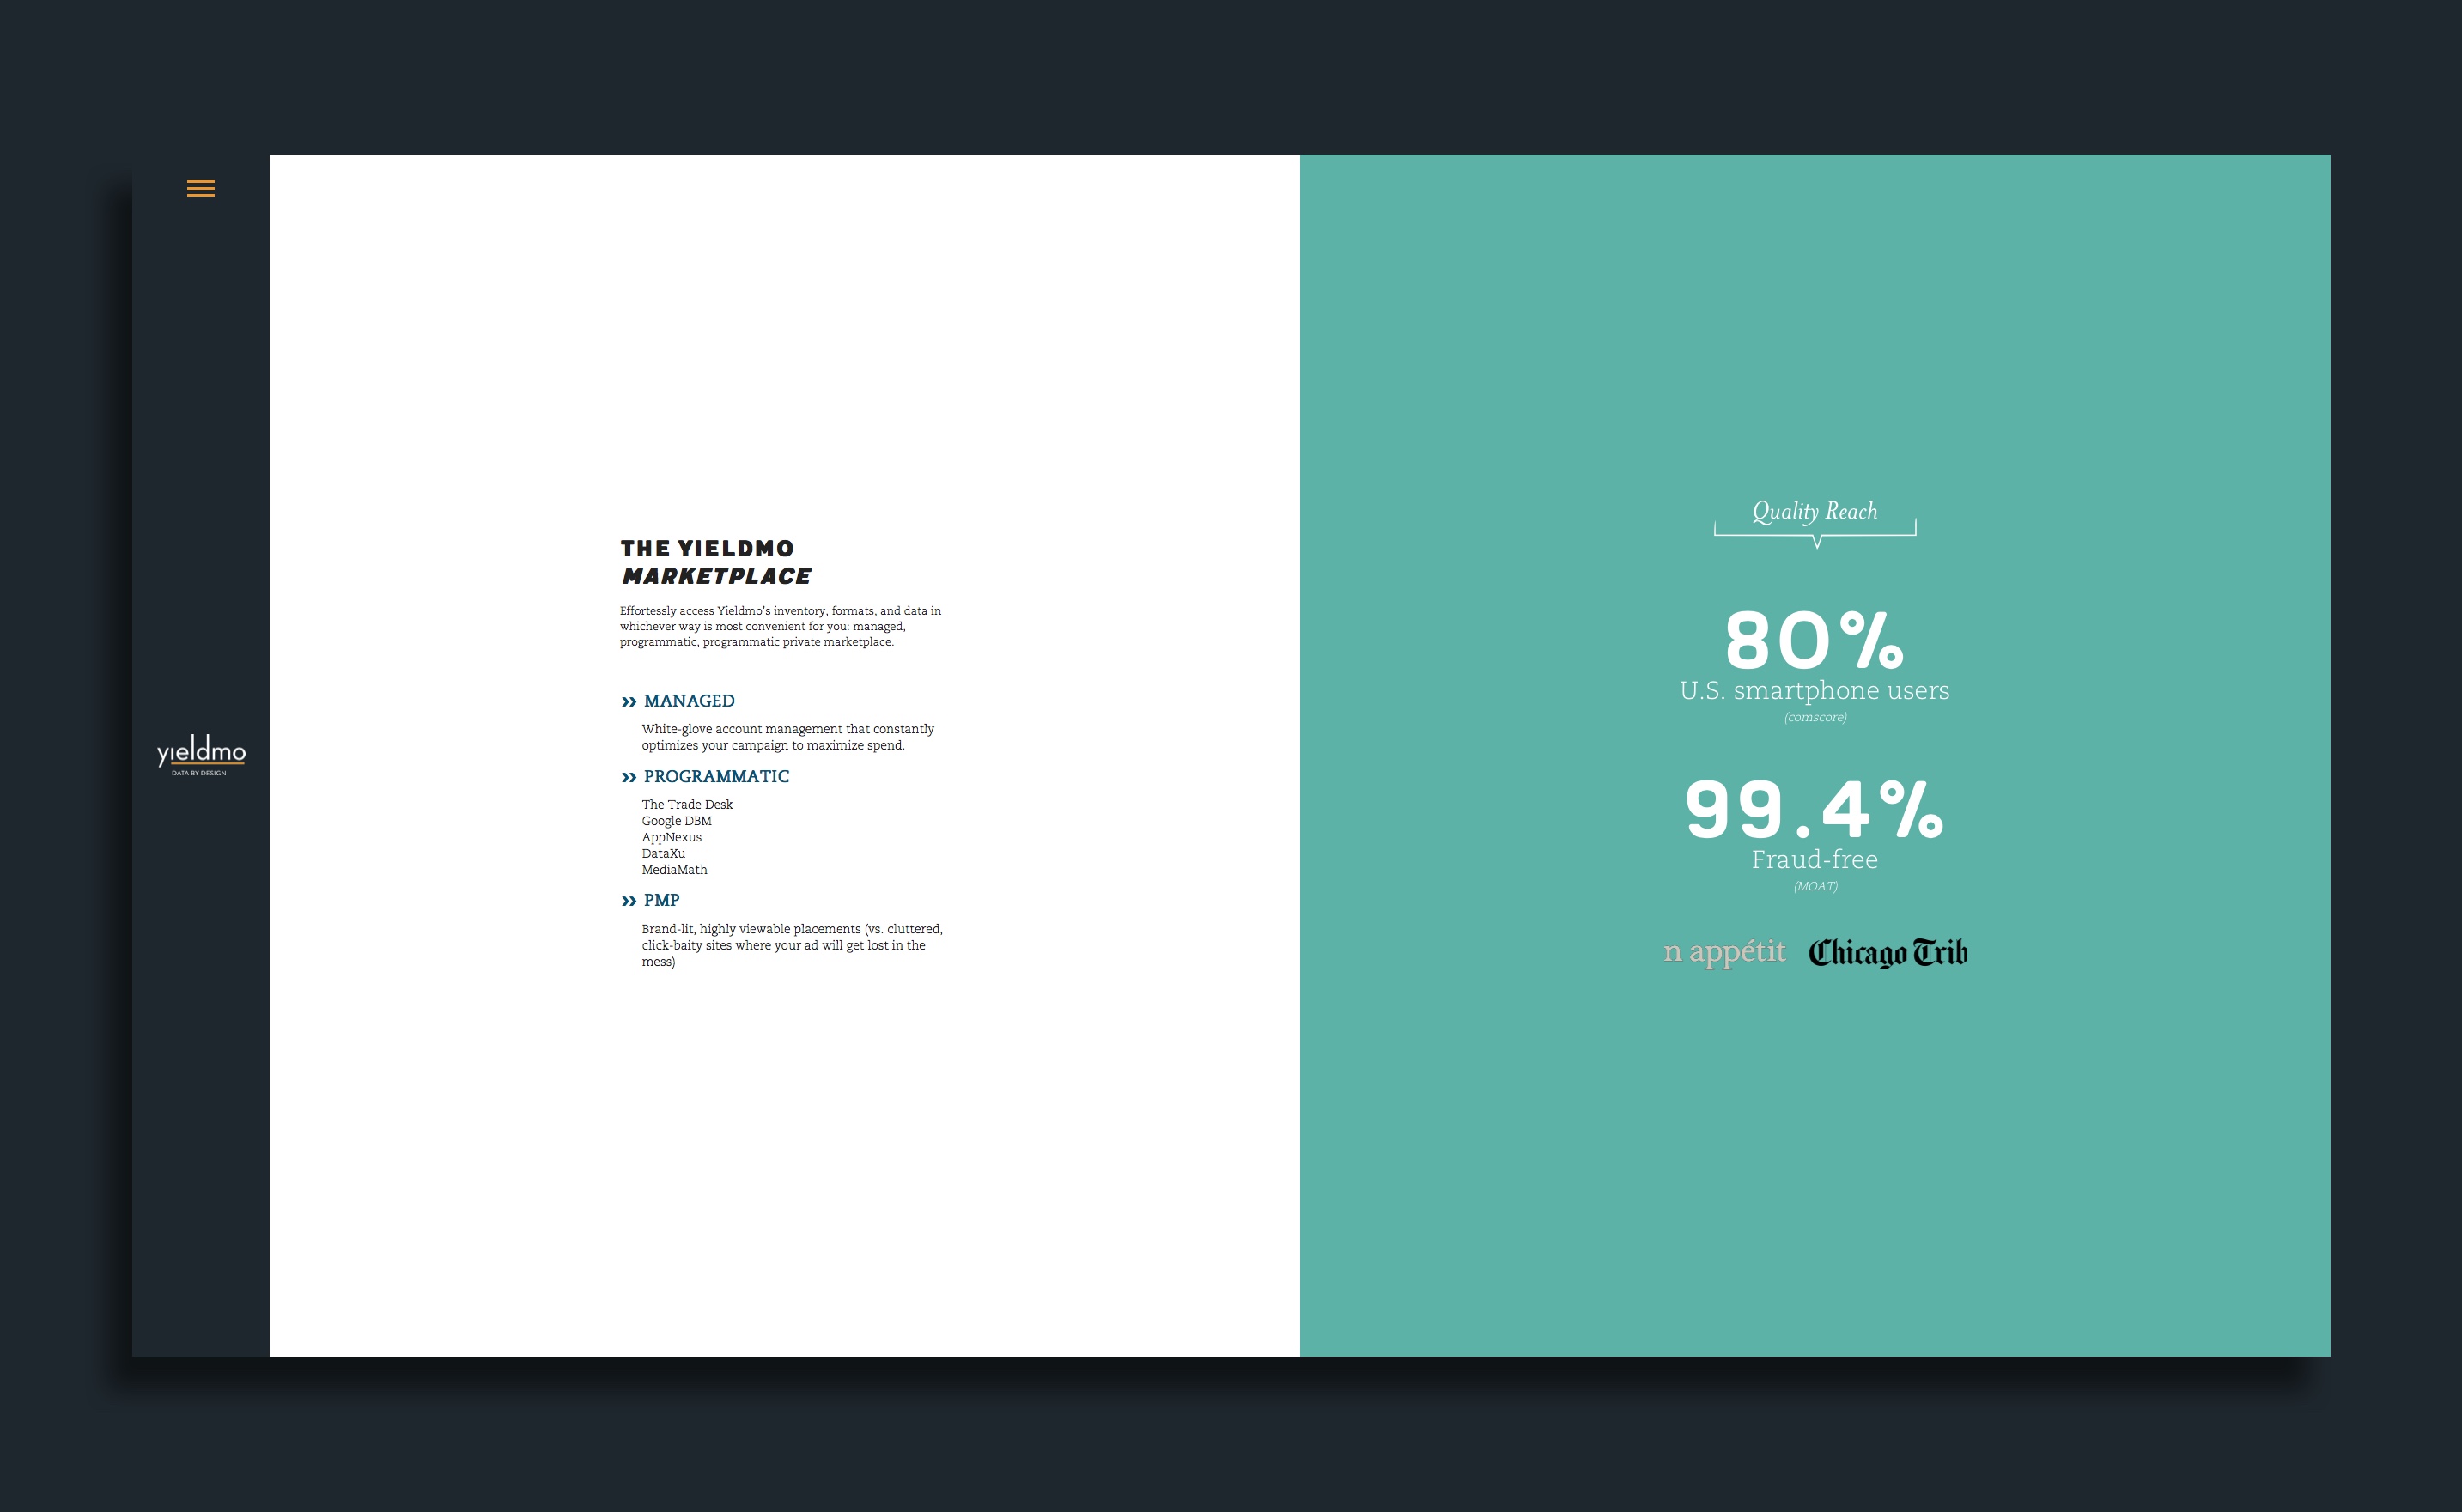 yieldmo
DATA BY DESIGN
THE YIELDMO
MARKETPLACE
Effortessly access Yieldmo's inventory, formats, and data in
whichever way is most convenient for you: managed,
programmatic, programmatic private marketplace.
›› MANAGED
White-glove account management that constantly
optimizes your campaign to maximize spend.
›› PROGRAMMATIC
The Trade Desk
Google DBM
AppNexus
DataXu
MediaMath
›› PMP
Brand-lit, highly viewable placements (vs. cluttered,
click-baity sites where your ad will get lost in the
mess)
Quality Reach
80%
U.S. smartphone users
(comscore)
99.4%
Fraud-free
(MOAT)
n appétit Chicago Trib